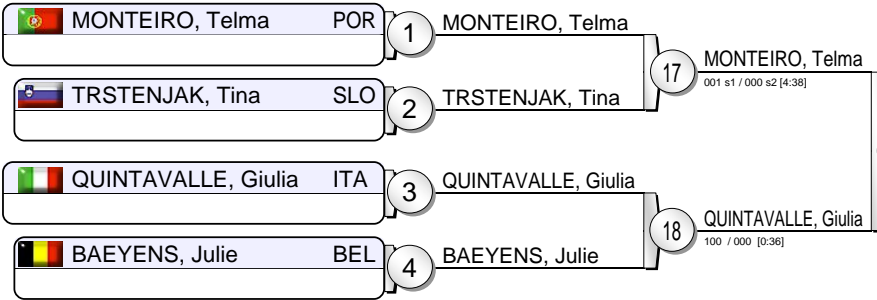 MONTEIRO, Telma POR
1
MONTEIRO, Telma
TRSTENJAK, Tina SLO
2
TRSTENJAK, Tina
17
MONTEIRO, Telma
001 s1 / 000 s2 [4:38]
QUINTAVALLE, Giulia ITA
3
QUINTAVALLE, Giulia
BAEYENS, Julie BEL
4
BAEYENS, Julie
18
QUINTAVALLE, Giulia
100 / 000 [0:36]